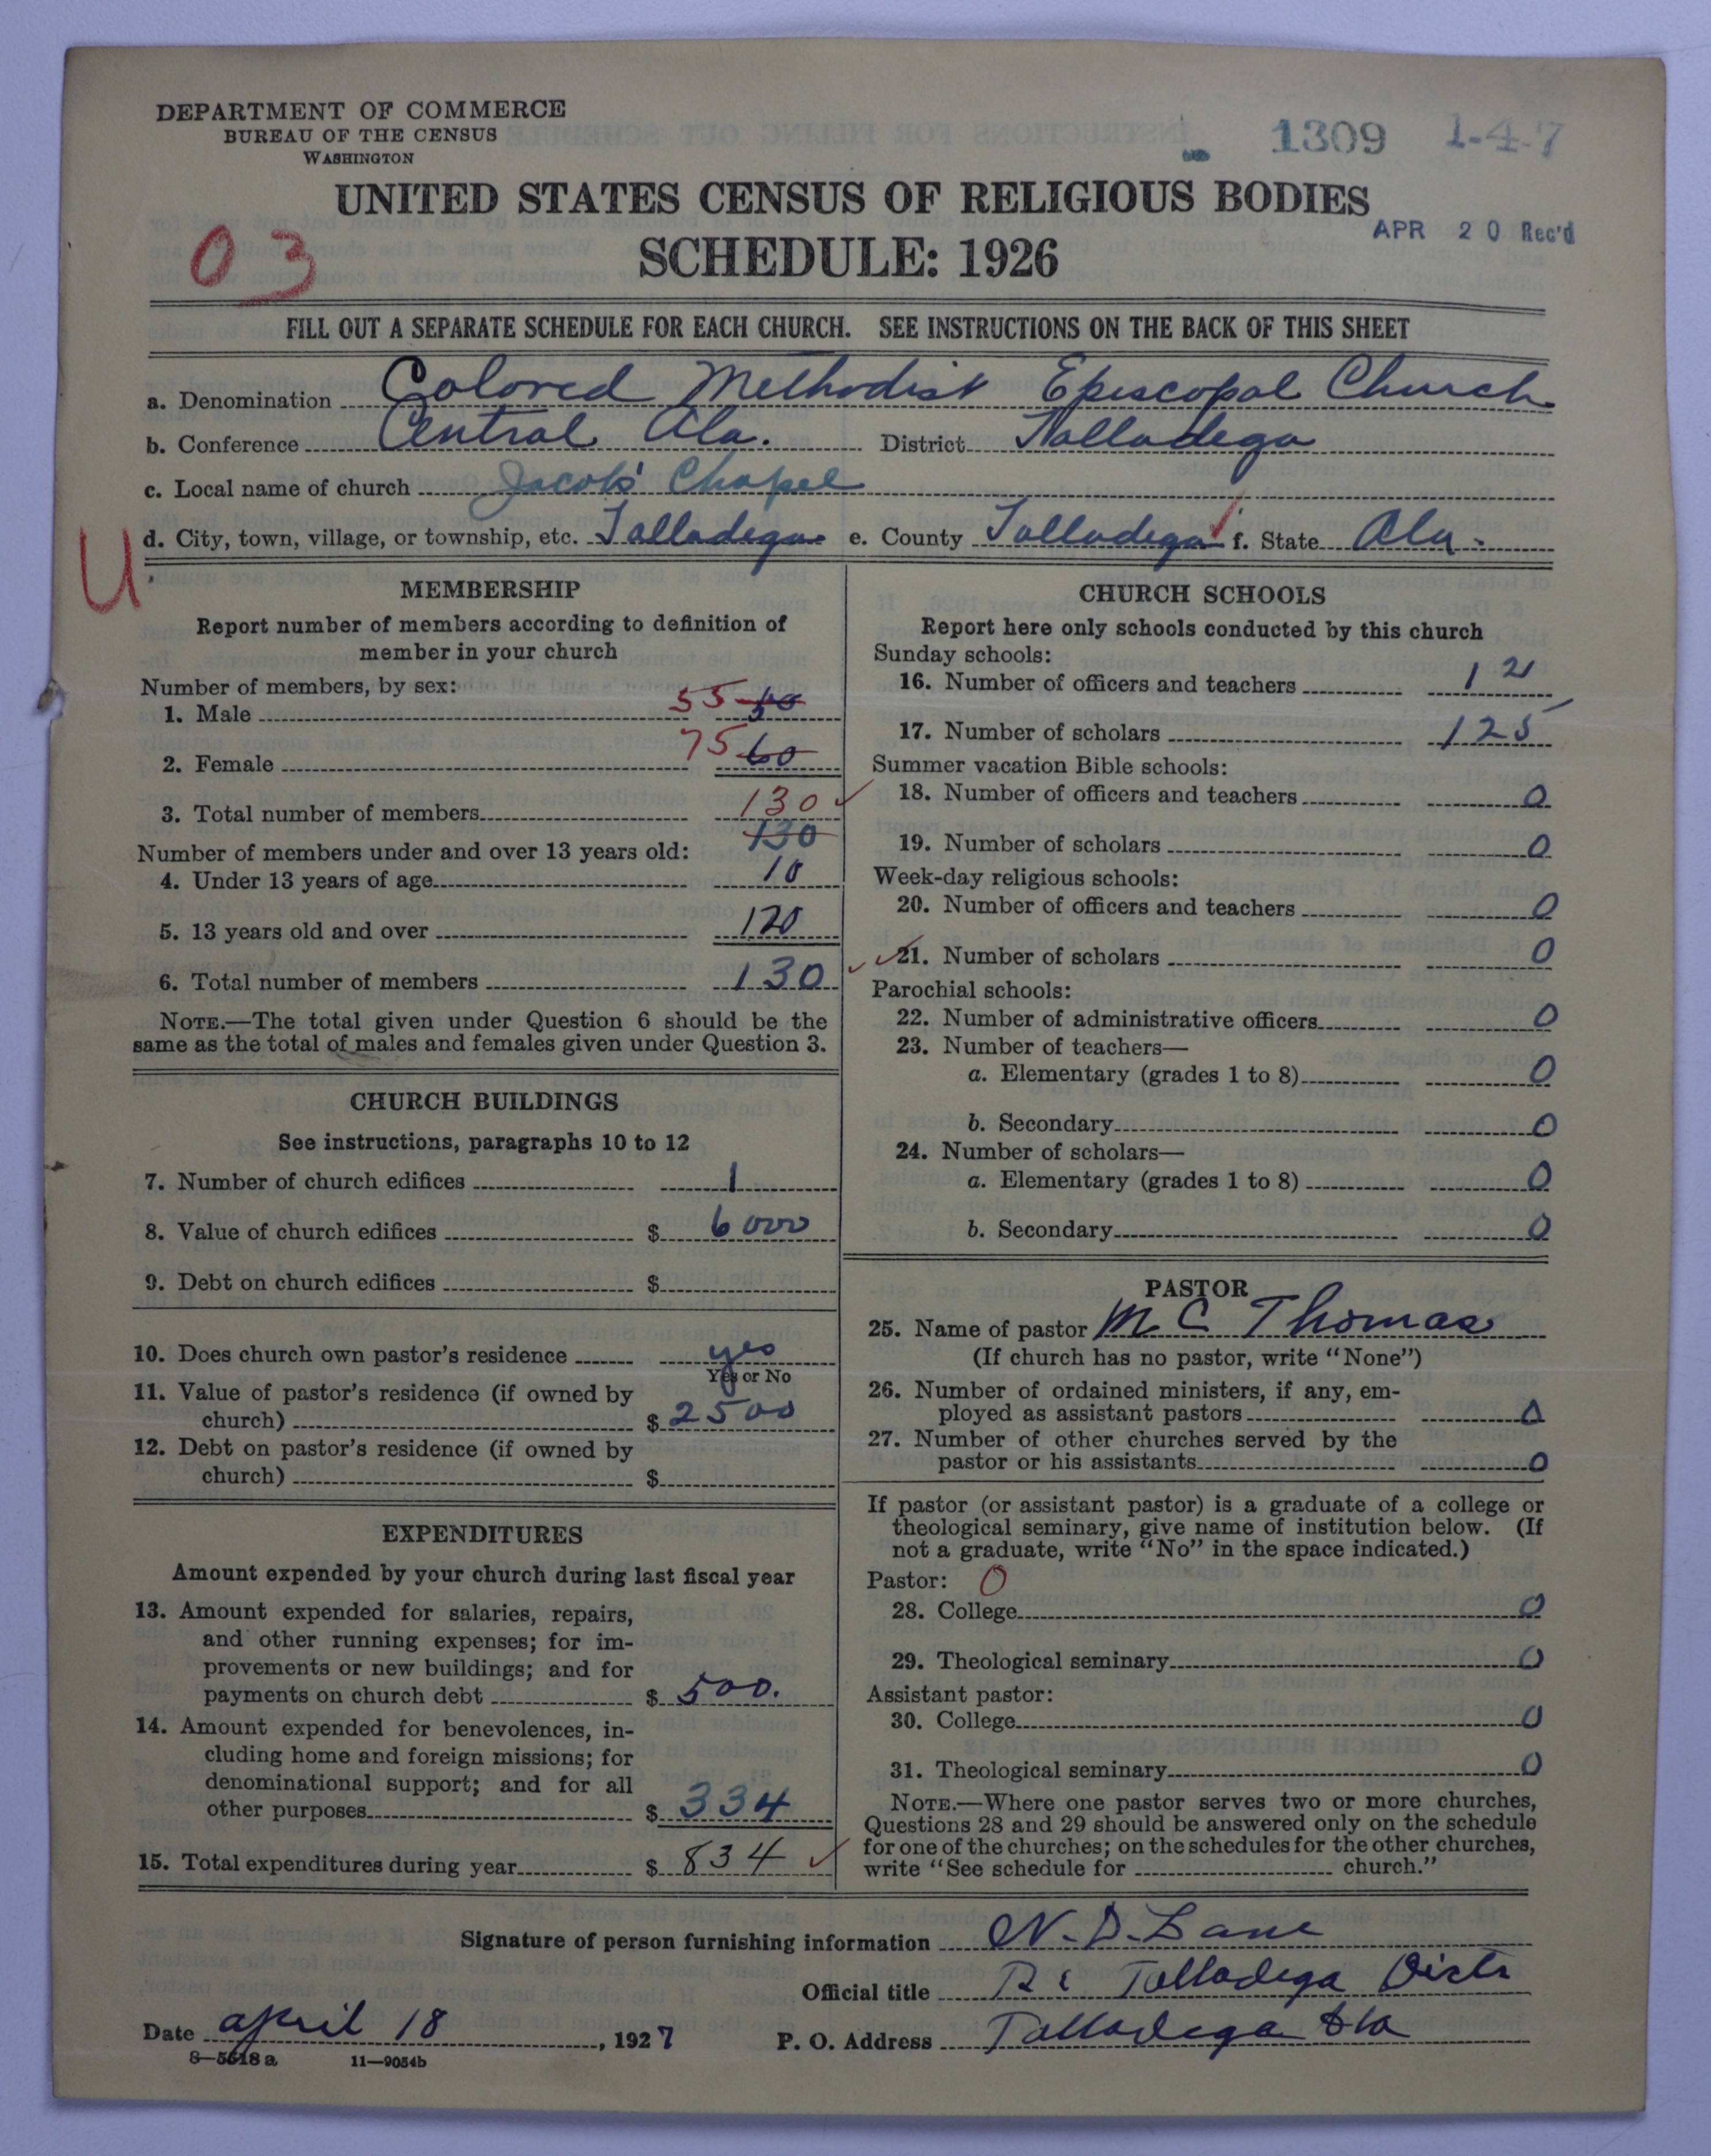 DEPARTMENT OF COMMERCE
BUREAU OF THE CENSUS
WASHINGTON
1309 1-4-7
UNITED STATES CENSUS OF RELIGIOUS BODIES
SCHEDULE: 1926
APR 20 Rec'd
03
FILL OUT A SEPARATE SCHEDULE FOR EACH CHURCH. SEE INSTRUCTIONS ON THE BACK OF THIS SHEET
a. Denomination Colored Methodist Episcopal Church
b. Conference Central Ala. District Talladega
c. Local name of church Jacobs' Chapel
U
d. City, town, village, or township, etc. Talladega e. County Talladega f. State Ala.
MEMBERSHIP
Report number of members according to definition of
member in your church
Number of members, by sex:
1. Male 55 50
2. Female 75 60
3. Total number of members 130
130
Number of members under and over 13 years old:
4. Under 13 years of age 10
5. 13 years old and over 120
6. Total number of members 130
NOTE.—The total given under Question 6 should be the
same as the total of males and females given under Question 3.
CHURCH BUILDINGS
See instructions, paragraphs 10 to 12
7. Number of church edifices 1
8. Value of church edifices $ 6000
9. Debt on church edifices $
10. Does church own pastor's residence yes
Yes or No
11. Value of pastor's residence (if owned by
church) $ 2500
12. Debt on pastor's residence (if owned by
church) $
EXPENDITURES
Amount expended by your church during last fiscal year
13. Amount expended for salaries, repairs,
and other running expenses; for im-
provements or new buildings; and for
payments on church debt $ 500.
14. Amount expended for benevolences, in-
cluding home and foreign missions; for
denominational support; and for all
other purposes $ 334
15. Total expenditures during year $ 834
CHURCH SCHOOLS
Report here only schools conducted by this church
Sunday schools:
16. Number of officers and teachers 12
17. Number of scholars 125
Summer vacation Bible schools:
18. Number of officers and teachers 0
19. Number of scholars 0
Week-day religious schools:
20. Number of officers and teachers 0
21. Number of scholars 0
Parochial schools:
22. Number of administrative officers 0
23. Number of teachers—
a. Elementary (grades 1 to 8) 0
b. Secondary 0
24. Number of scholars—
a. Elementary (grades 1 to 8) 0
b. Secondary 0
PASTOR
25. Name of pastor M C Thomas
(If church has no pastor, write "None")
26. Number of ordained ministers, if any, em-
ployed as assistant pastors 0
27. Number of other churches served by the
pastor or his assistants 0
If pastor (or assistant pastor) is a graduate of a college or
theological seminary, give name of institution below. (If
not a graduate, write "No" in the space indicated.)
Pastor: 0
28. College 0
29. Theological seminary 0
Assistant pastor:
30. College 0
31. Theological seminary 0
NOTE.—Where one pastor serves two or more churches,
Questions 28 and 29 should be answered only on the schedule
for one of the churches; on the schedules for the other churches,
write "See schedule for church."
Signature of person furnishing information N. D. Lane
Official title Talladega Dist
Date april 18, 1927 P. O. Address Talladega Ala
8—5518 a 11—9054b